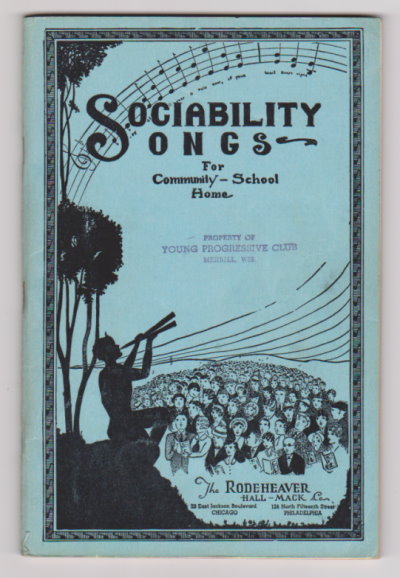 SOCIABILITY
SONGS
For
Community – School
Home
PROPERTY OF
YOUNG PROGRESSIVE CLUB
MERRILL, WIS.
The RODEHEAVER
HALL-MACK Co.
28 East Jackson Boulevard
CHICAGO
124 North Fifteenth Street
PHILADELPHIA